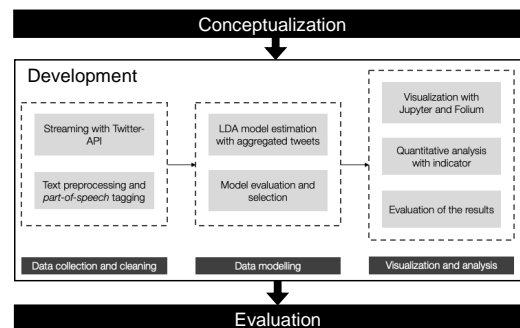 Conceptualization
Development
Streaming with Twitter-
API
Text preprocessing and
part-of-speech tagging
Data collection and cleaning
LDA model estimation
with aggregated tweets
Model evaluation and
selection
Data modelling
Visualization with
Jupyter and Folium
Quantitative analysis
with indicator
Evaluation of the results
Visualization and analysis
Evaluation